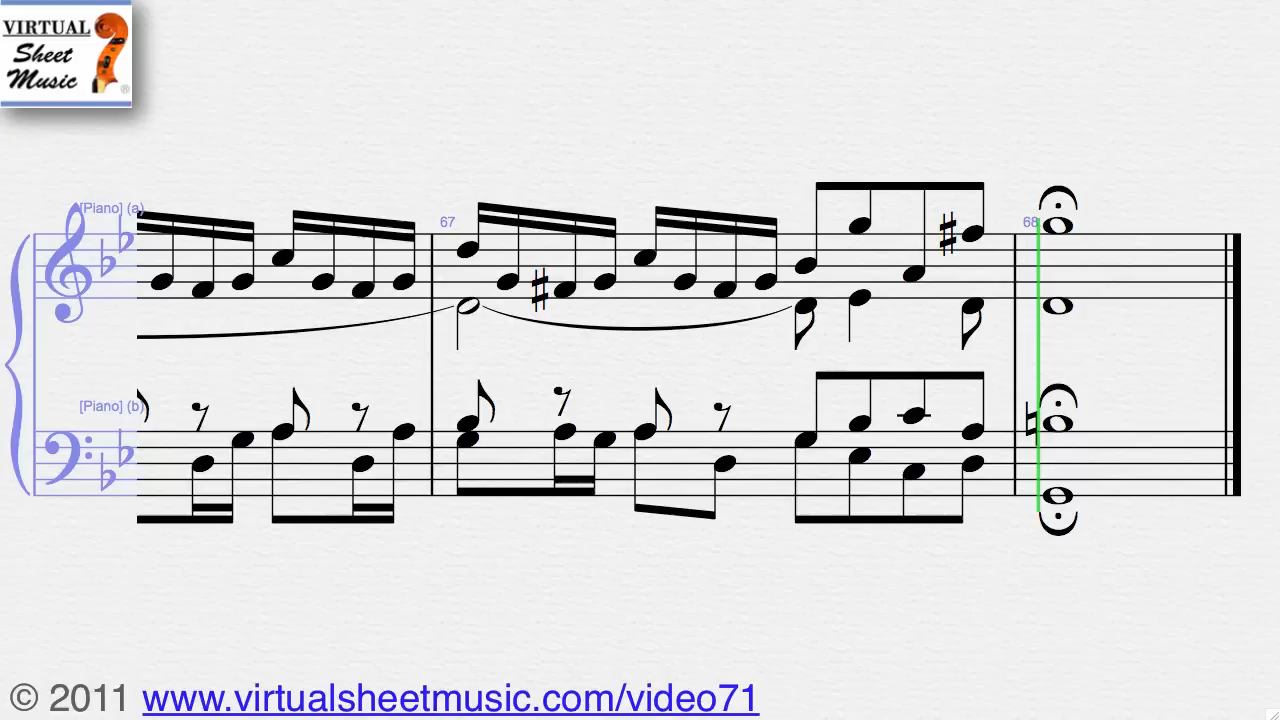 VIRTUAL
Sheet
Music
®
[Piano] (a)
67
68
[Piano] (b)
© 2011 www.virtualsheetmusic.com/video71